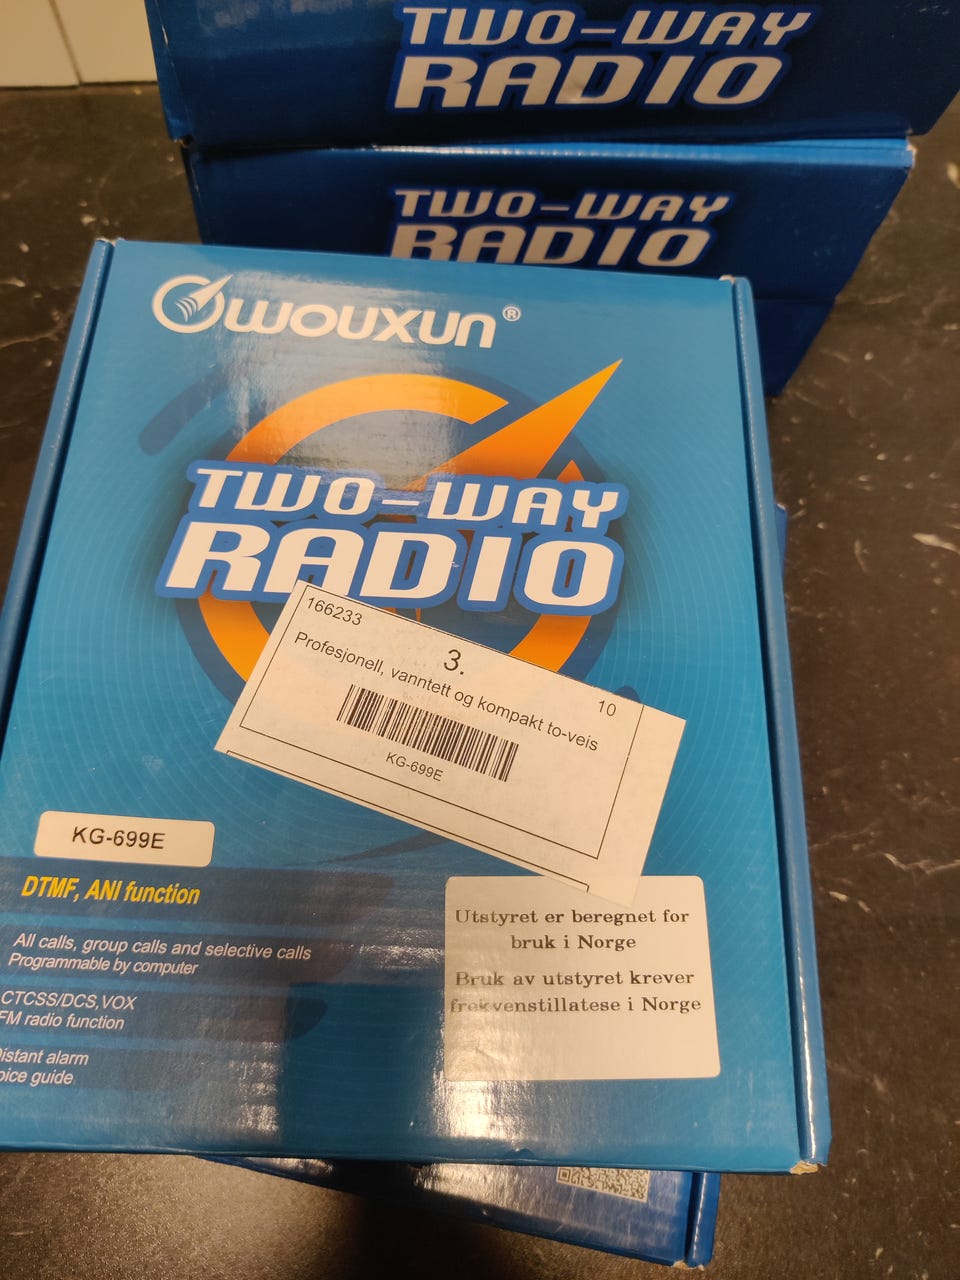 TWO-WAY
RADIO
TWO-WAY
RADIO
WOUXUN®
TWO-WAY
RADIO
166233
3.
10
Profesjonell, vanntett og kompakt to-veis
KG-699E
KG-699E
DTMF, ANI function
All calls, group calls and selective calls
Programmable by computer
CTCSS/DCS,VOX
FM radio function
istant alarm
oice guide
Utstyret er beregnet for
bruk i Norge
Bruk av utstyret krever
frekvenstillatese i Norge